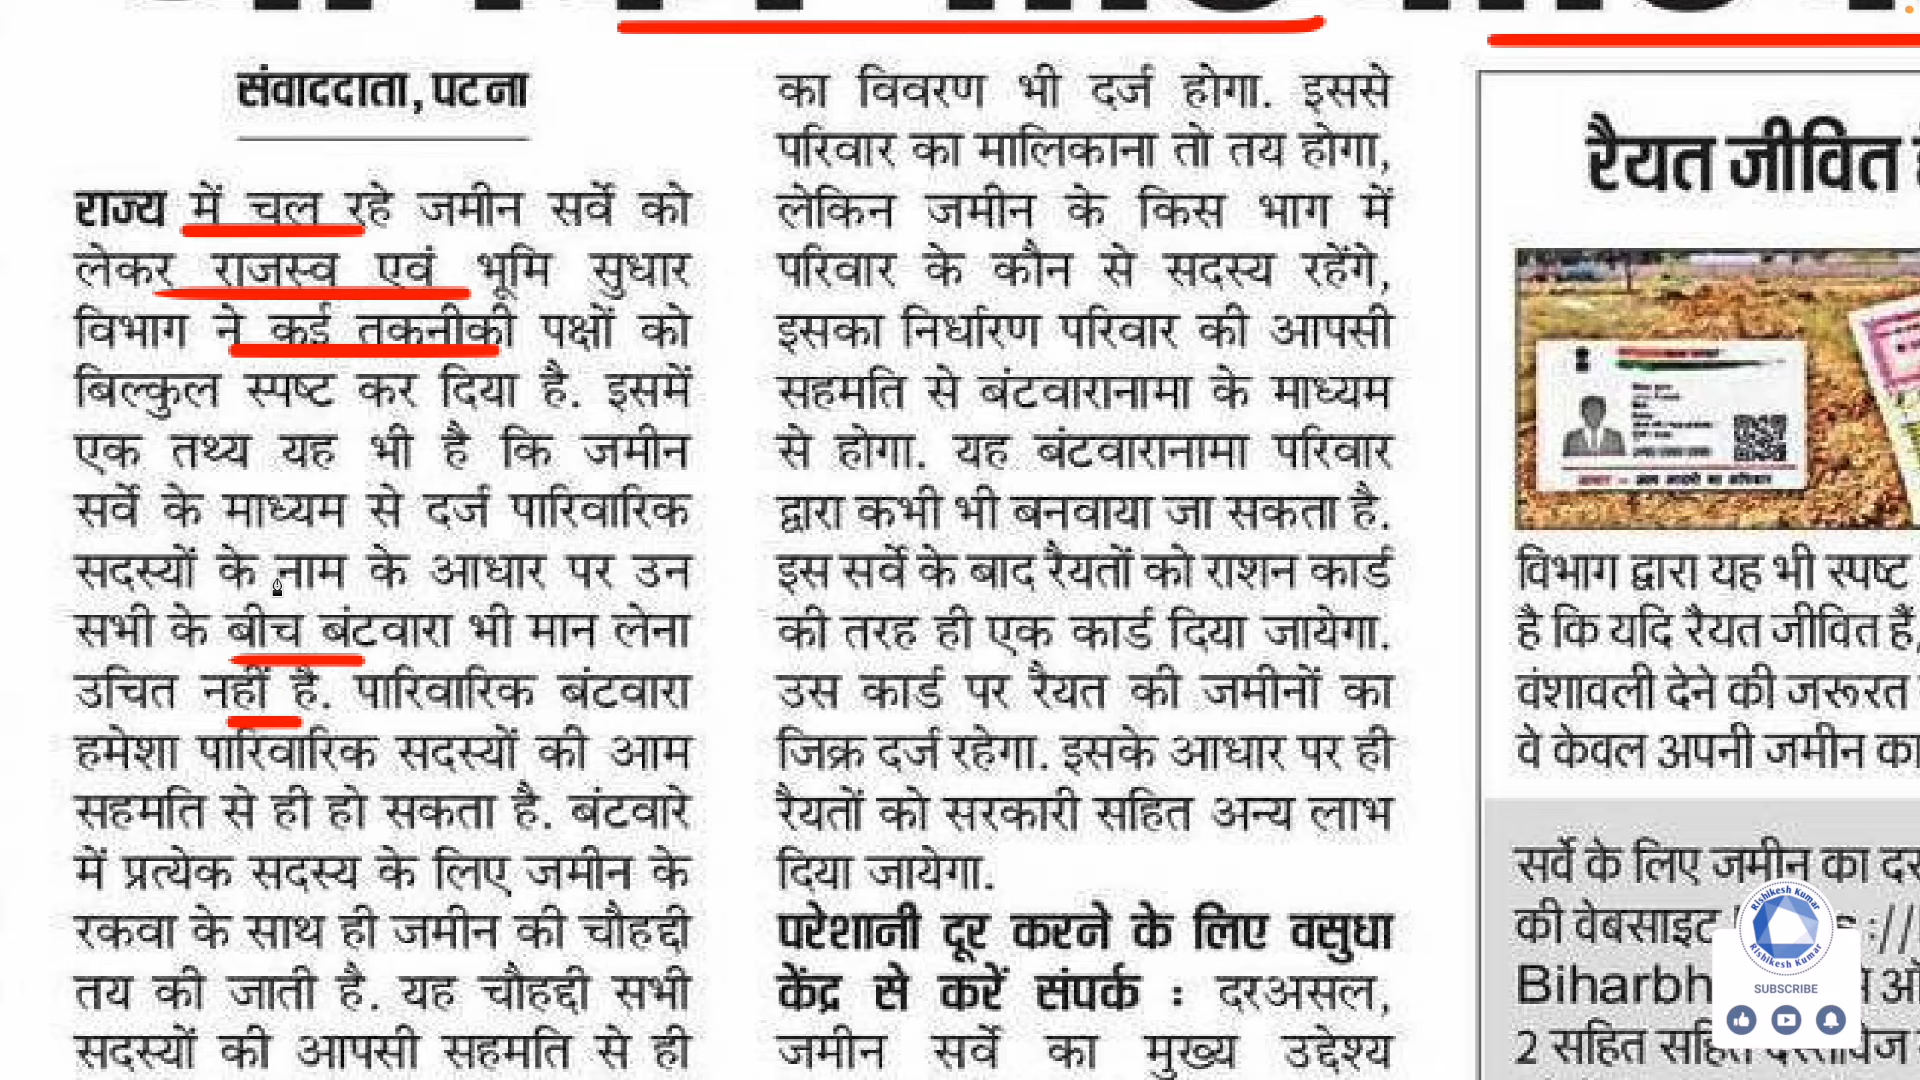 संवाददाता, पटना
राज्य में चल रहे जमीन सर्वे को
लेकर राजस्व एवं भूमि सुधार
विभाग ने कई तकनीकी पक्षों को
बिल्कुल स्पष्ट कर दिया है. इसमें
एक तथ्य यह भी है कि जमीन
सर्वे के माध्यम से दर्ज पारिवारिक
सदस्यों के नाम के आधार पर उन
सभी के बीच बंटवारा भी मान लेना
उचित नहीं है. पारिवारिक बंटवारा
हमेशा पारिवारिक सदस्यों की आम
सहमति से ही हो सकता है. बंटवारे
में प्रत्येक सदस्य के लिए जमीन के
रकवा के साथ ही जमीन की चौहद्दी
तय की जाती है. यह चौहद्दी सभी
सदस्यों की आपसी सहमति से ही
का विवरण भी दर्ज होगा. इससे
परिवार का मालिकाना तो तय होगा,
लेकिन जमीन के किस भाग में
परिवार के कौन से सदस्य रहेंगे,
इसका निर्धारण परिवार की आपसी
सहमति से बंटवारानामा के माध्यम
से होगा. यह बंटवारानामा परिवार
द्वारा कभी भी बनवाया जा सकता है.
इस सर्वे के बाद रैयतों को राशन कार्ड
की तरह ही एक कार्ड दिया जायेगा.
उस कार्ड पर रैयत की जमीनों का
जिक्र दर्ज रहेगा. इसके आधार पर ही
रैयतों को सरकारी सहित अन्य लाभ
दिया जायेगा.
परेशानी दूर करने के लिए वसुधा
केंद्र से करें संपर्क : दरअसल,
जमीन सर्वे का मुख्य उद्देश्य
रैयत जीवित
विभाग द्वारा यह भी स्पष्ट
है कि यदि रैयत जीवित हैं,
वंशावली देने की जरूरत
वे केवल अपनी जमीन का
सर्वे के लिए जमीन का
की वेबसाइट
Biharbh
2 सहित
Rishikesh Kumar
Rishikesh Kumar
SUBSCRIBE